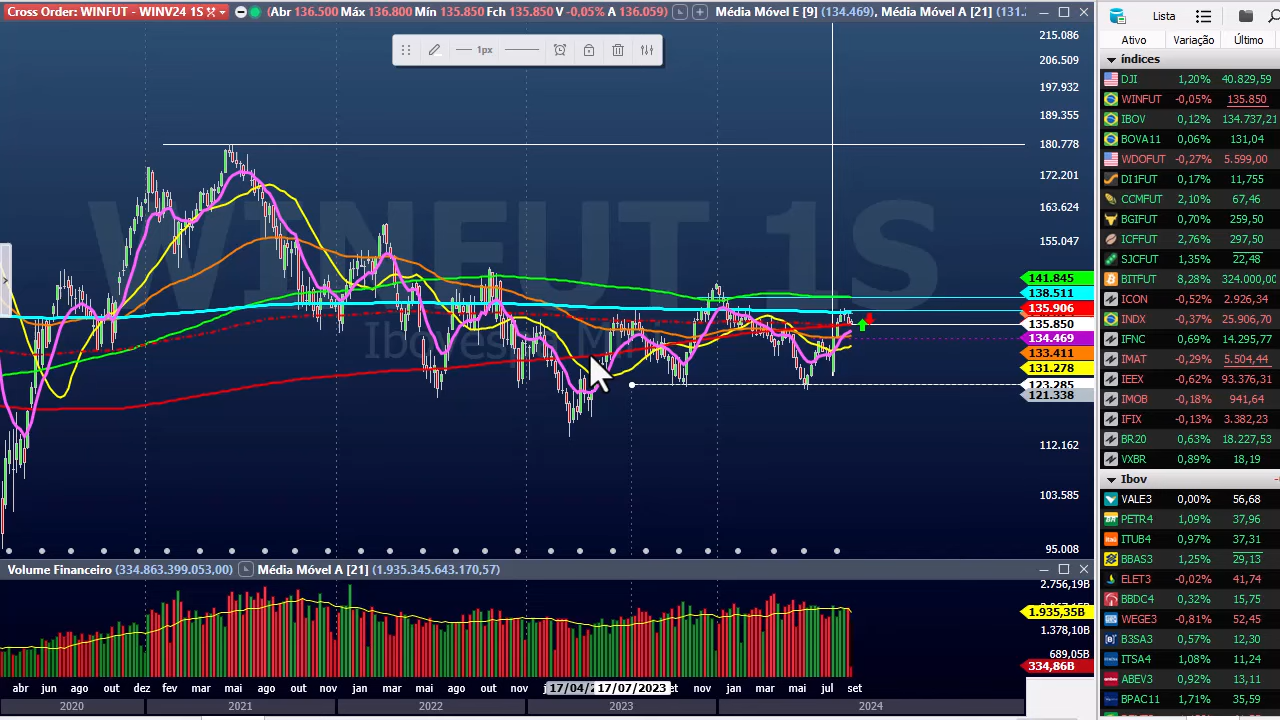 Cross Order: WINFUT - WINV24 1S
(Abr 136.500 Máx 136.800 Mín 135.850 Fch 135.850 V -0,05% A 136.059)
Média Móvel E [9] (134.469), Média Móvel A [21] (131.
1px
WINFUT 1S
215.086
206.509
197.932
189.355
180.778
172.201
163.624
155.047
141.845
138.511
135.906
135.850
134.469
133.411
131.278
123.285
121.338
112.162
103.585
95.008
Volume Financeiro (334.863.399.053,00)
Média Móvel A [21] (1.935.345.643.170,57)
2.756,19B
1.935,35B
1.378,10B
689,05B
334,86B
abr jun ago out dez fev ago out mai ago out nov 17/07/2023 nov jan mai
2020 2021 2022 2023 2024
Lista
Ativo Variação Último
índices
DJI 1,20% 40.829,59
WINFUT -0,05% 135.850
IBOV 0,12% 134.737,21
BOVA11 0,06% 131,04
WDOFUT -0,27% 5.599,00
DI1FUT 0,17% 11,755
CCMFUT 2,10% 67,46
BGIFUT 0,70% 259,50
ICFFUT 2,76% 297,50
SJCFUT 1,35% 22,48
BITFUT 8,28% 324.000
ICON -0,52% 2.936,34
INDX -0,37% 25.906,70
IFNC 0,69% 14.295,77
IMAT -0,29% 5.504,44
IEEX -0,62% 93.376,31
IMOB -0,18% 941,64
IFIX -0,13% 3.382,23
BR20 0,63% 18.227,53
VXBR 0,89% 18,19
Ibov
VALE3 0,00% 56,68
PETR4 1,09% 37,96
ITUB4 0,97% 37,31
BBAS3 1,25% 29,13
ELET3 -0,02% 41,74
BBDC4 0,32% 15,75
WEGE3 -0,81% 52,45
B3SA3 0,57% 12,30
ITSA4 1,08% 11,24
ABEV3 0,92% 13,11
BPAC11 1,71% 35,59